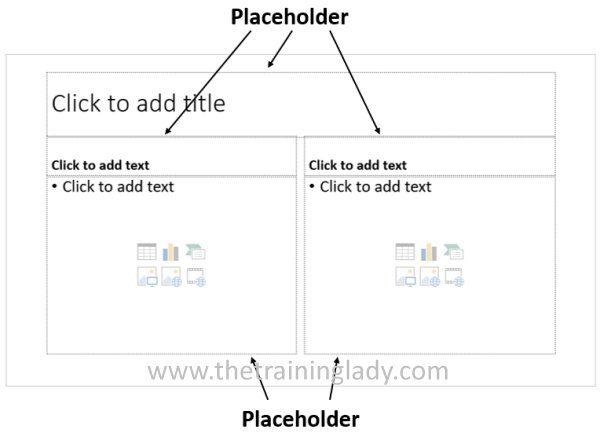 Placeholder
Click to add title
Click to add text
Click to add text
• Click to add text
• Click to add text
www.thetraininglady.com
Placeholder